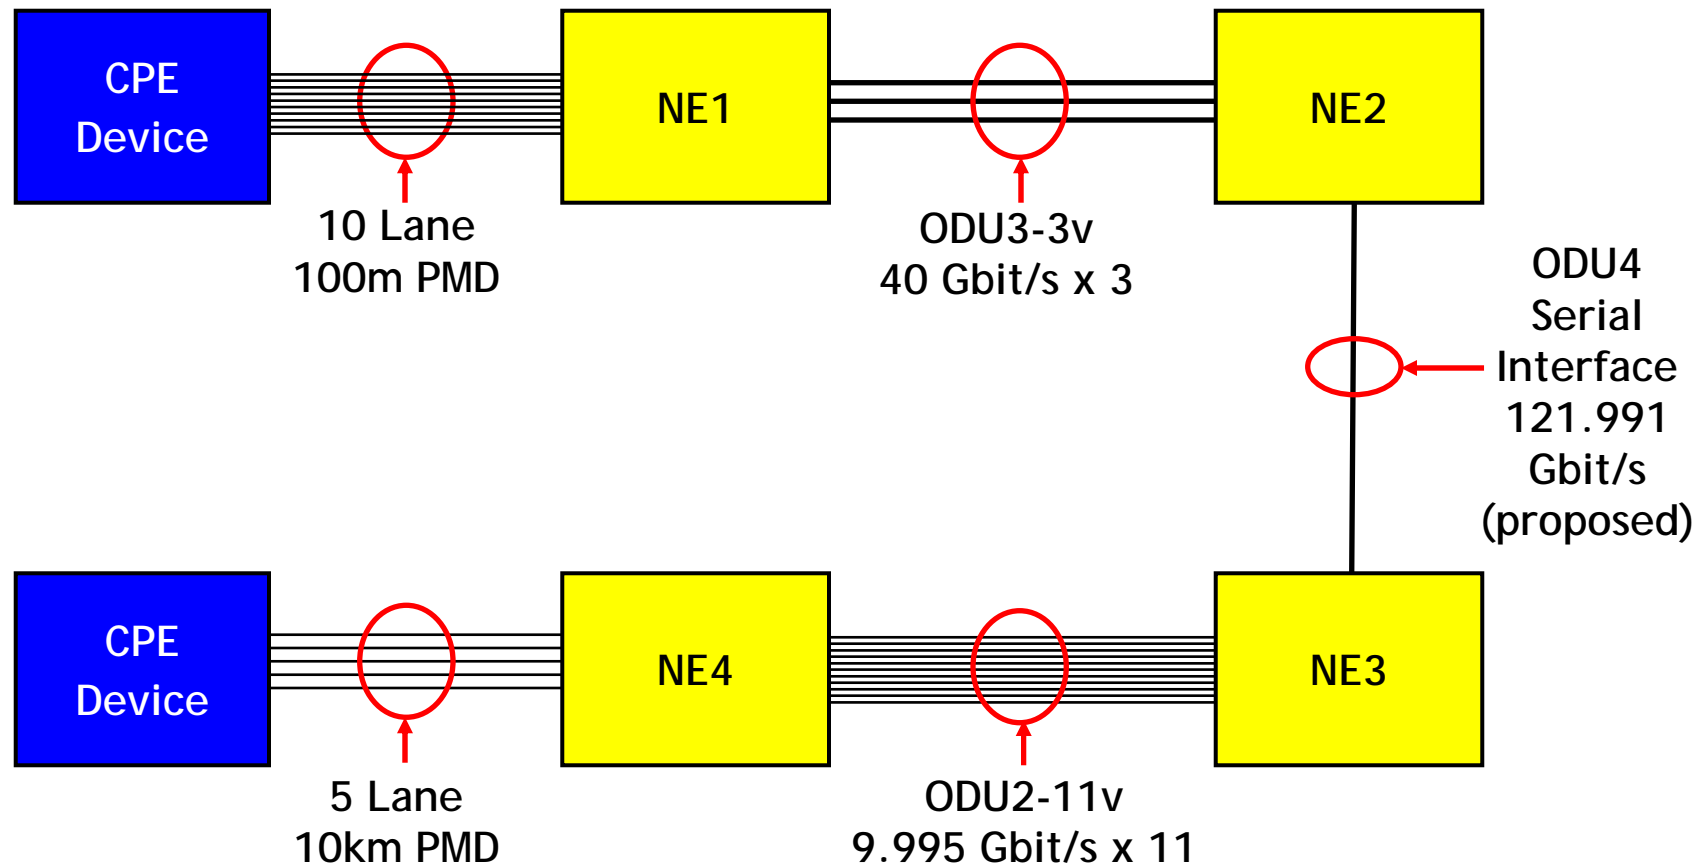 CPE
Device
NE1
NE2
10 Lane
100m PMD
ODU3-3v
40 Gbit/s x 3
ODU4
Serial
Interface
121.991
Gbit/s
(proposed)
CPE
Device
NE4
NE3
5 Lane
10km PMD
ODU2-11v
9.995 Gbit/s x 11